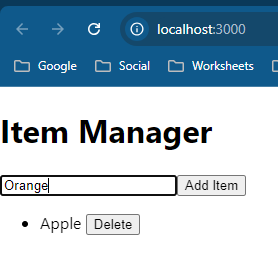 localhost:3000
Google Social Worksheets
Item Manager
Orange Add Item
Apple Delete